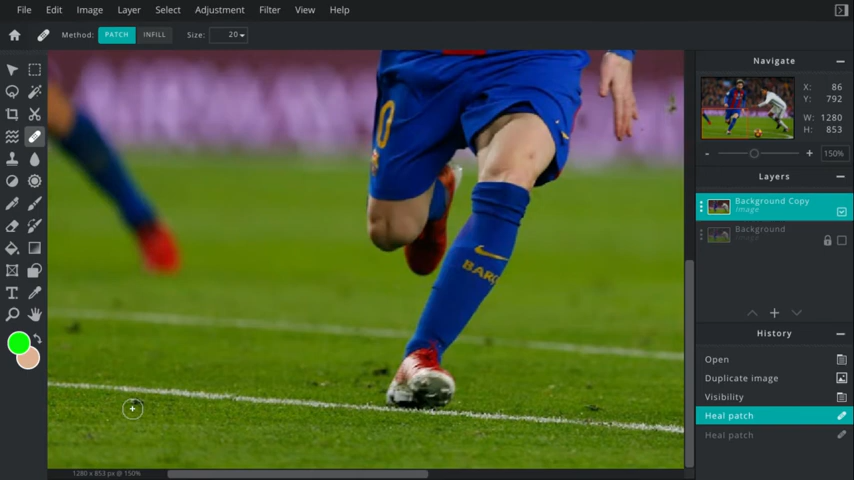 File Edit Image Layer Select Adjustment Filter View Help
Method: PATCH INFILL Size: 20
Navigate
X: 86
Y: 792
W: 1280
H: 853
- + 150%
Layers
Background Copy
Image
Background
Image
History
Open
Duplicate image
Visibility
Heal patch
Heal patch
0
BARÇ
1280 x 853 px @ 150%